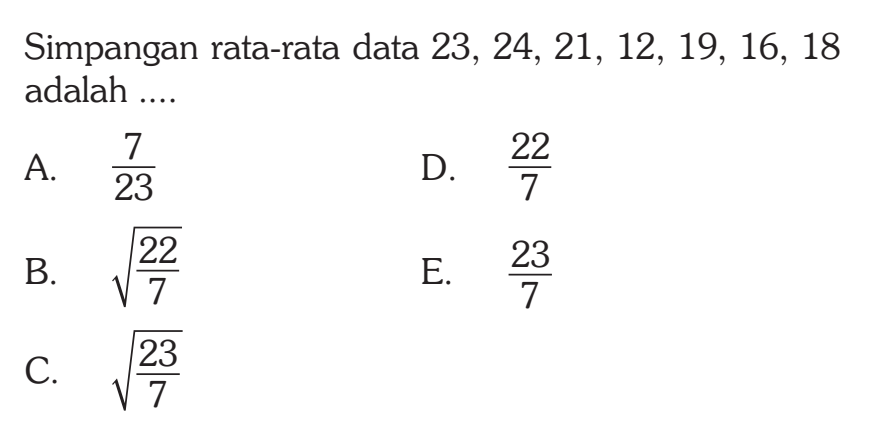 Simpangan rata-rata data 23, 24, 21, 12, 19, 16, 18
adalah ....
A. 7/23
D. 22/7
B. √(22/7)
E. 23/7
C. √(23/7)